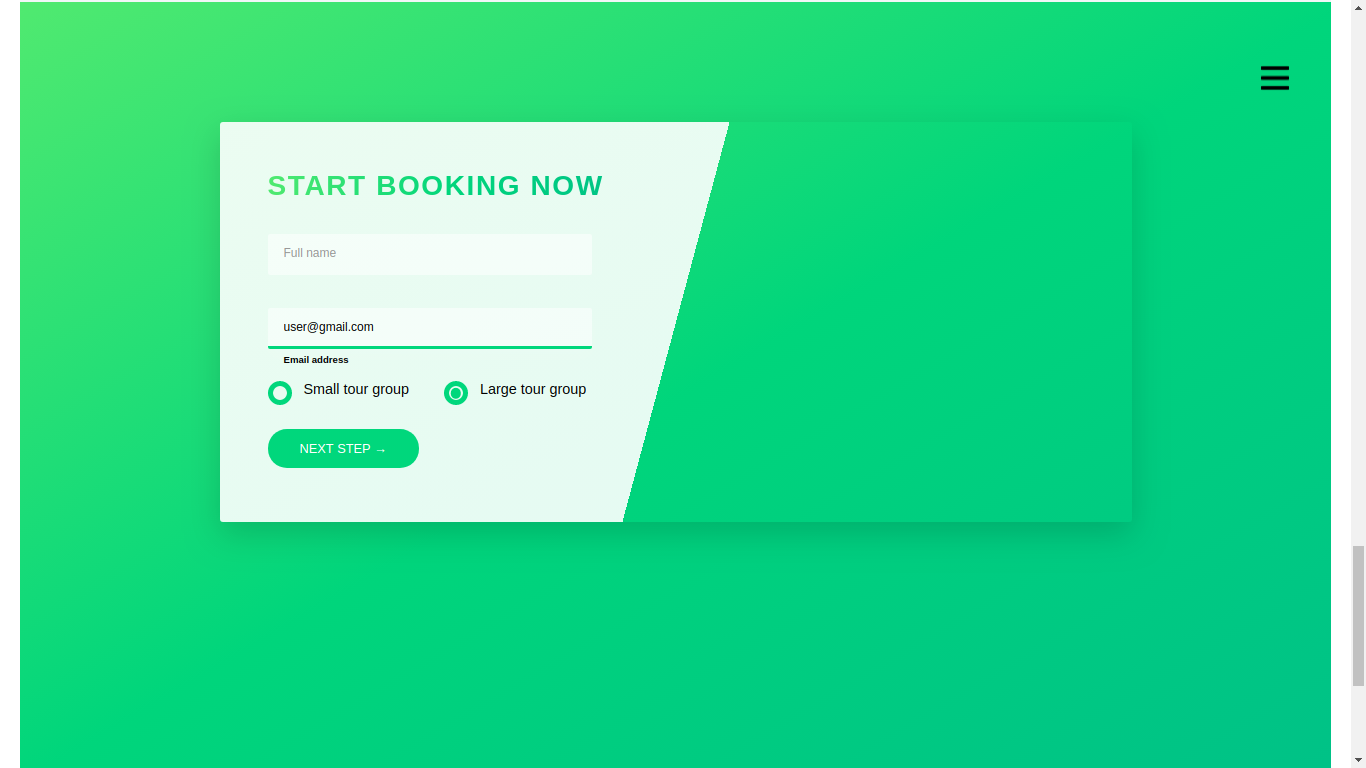 START BOOKING NOW
Full name
user@gmail.com
Email address
Small tour group
Large tour group
NEXT STEP →